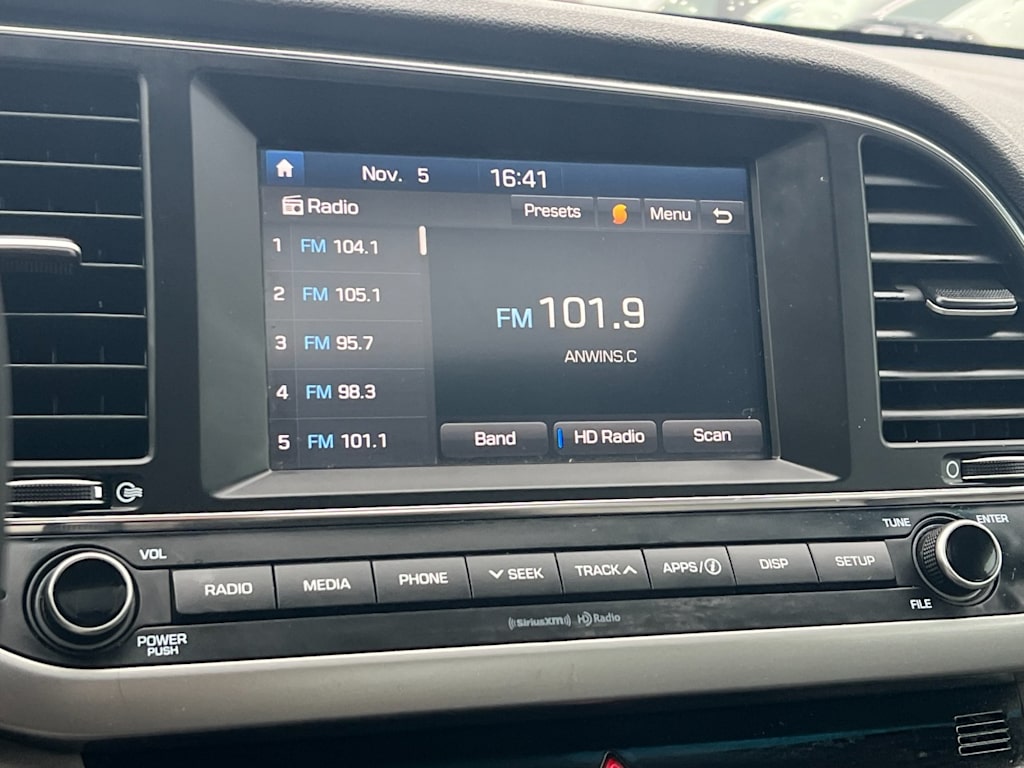 Nov. 5 16:41
Radio Presets Menu
1 FM 104.1
2 FM 105.1
3 FM 95.7
4 FM 98.3
5 FM 101.1
FM 101.9
ANWINS.C
Band HD Radio Scan
VOL
POWER
PUSH
RADIO MEDIA PHONE SEEK TRACK APPS/i DISP SETUP
TUNE ENTER
FILE
SiriusXM HD Radio